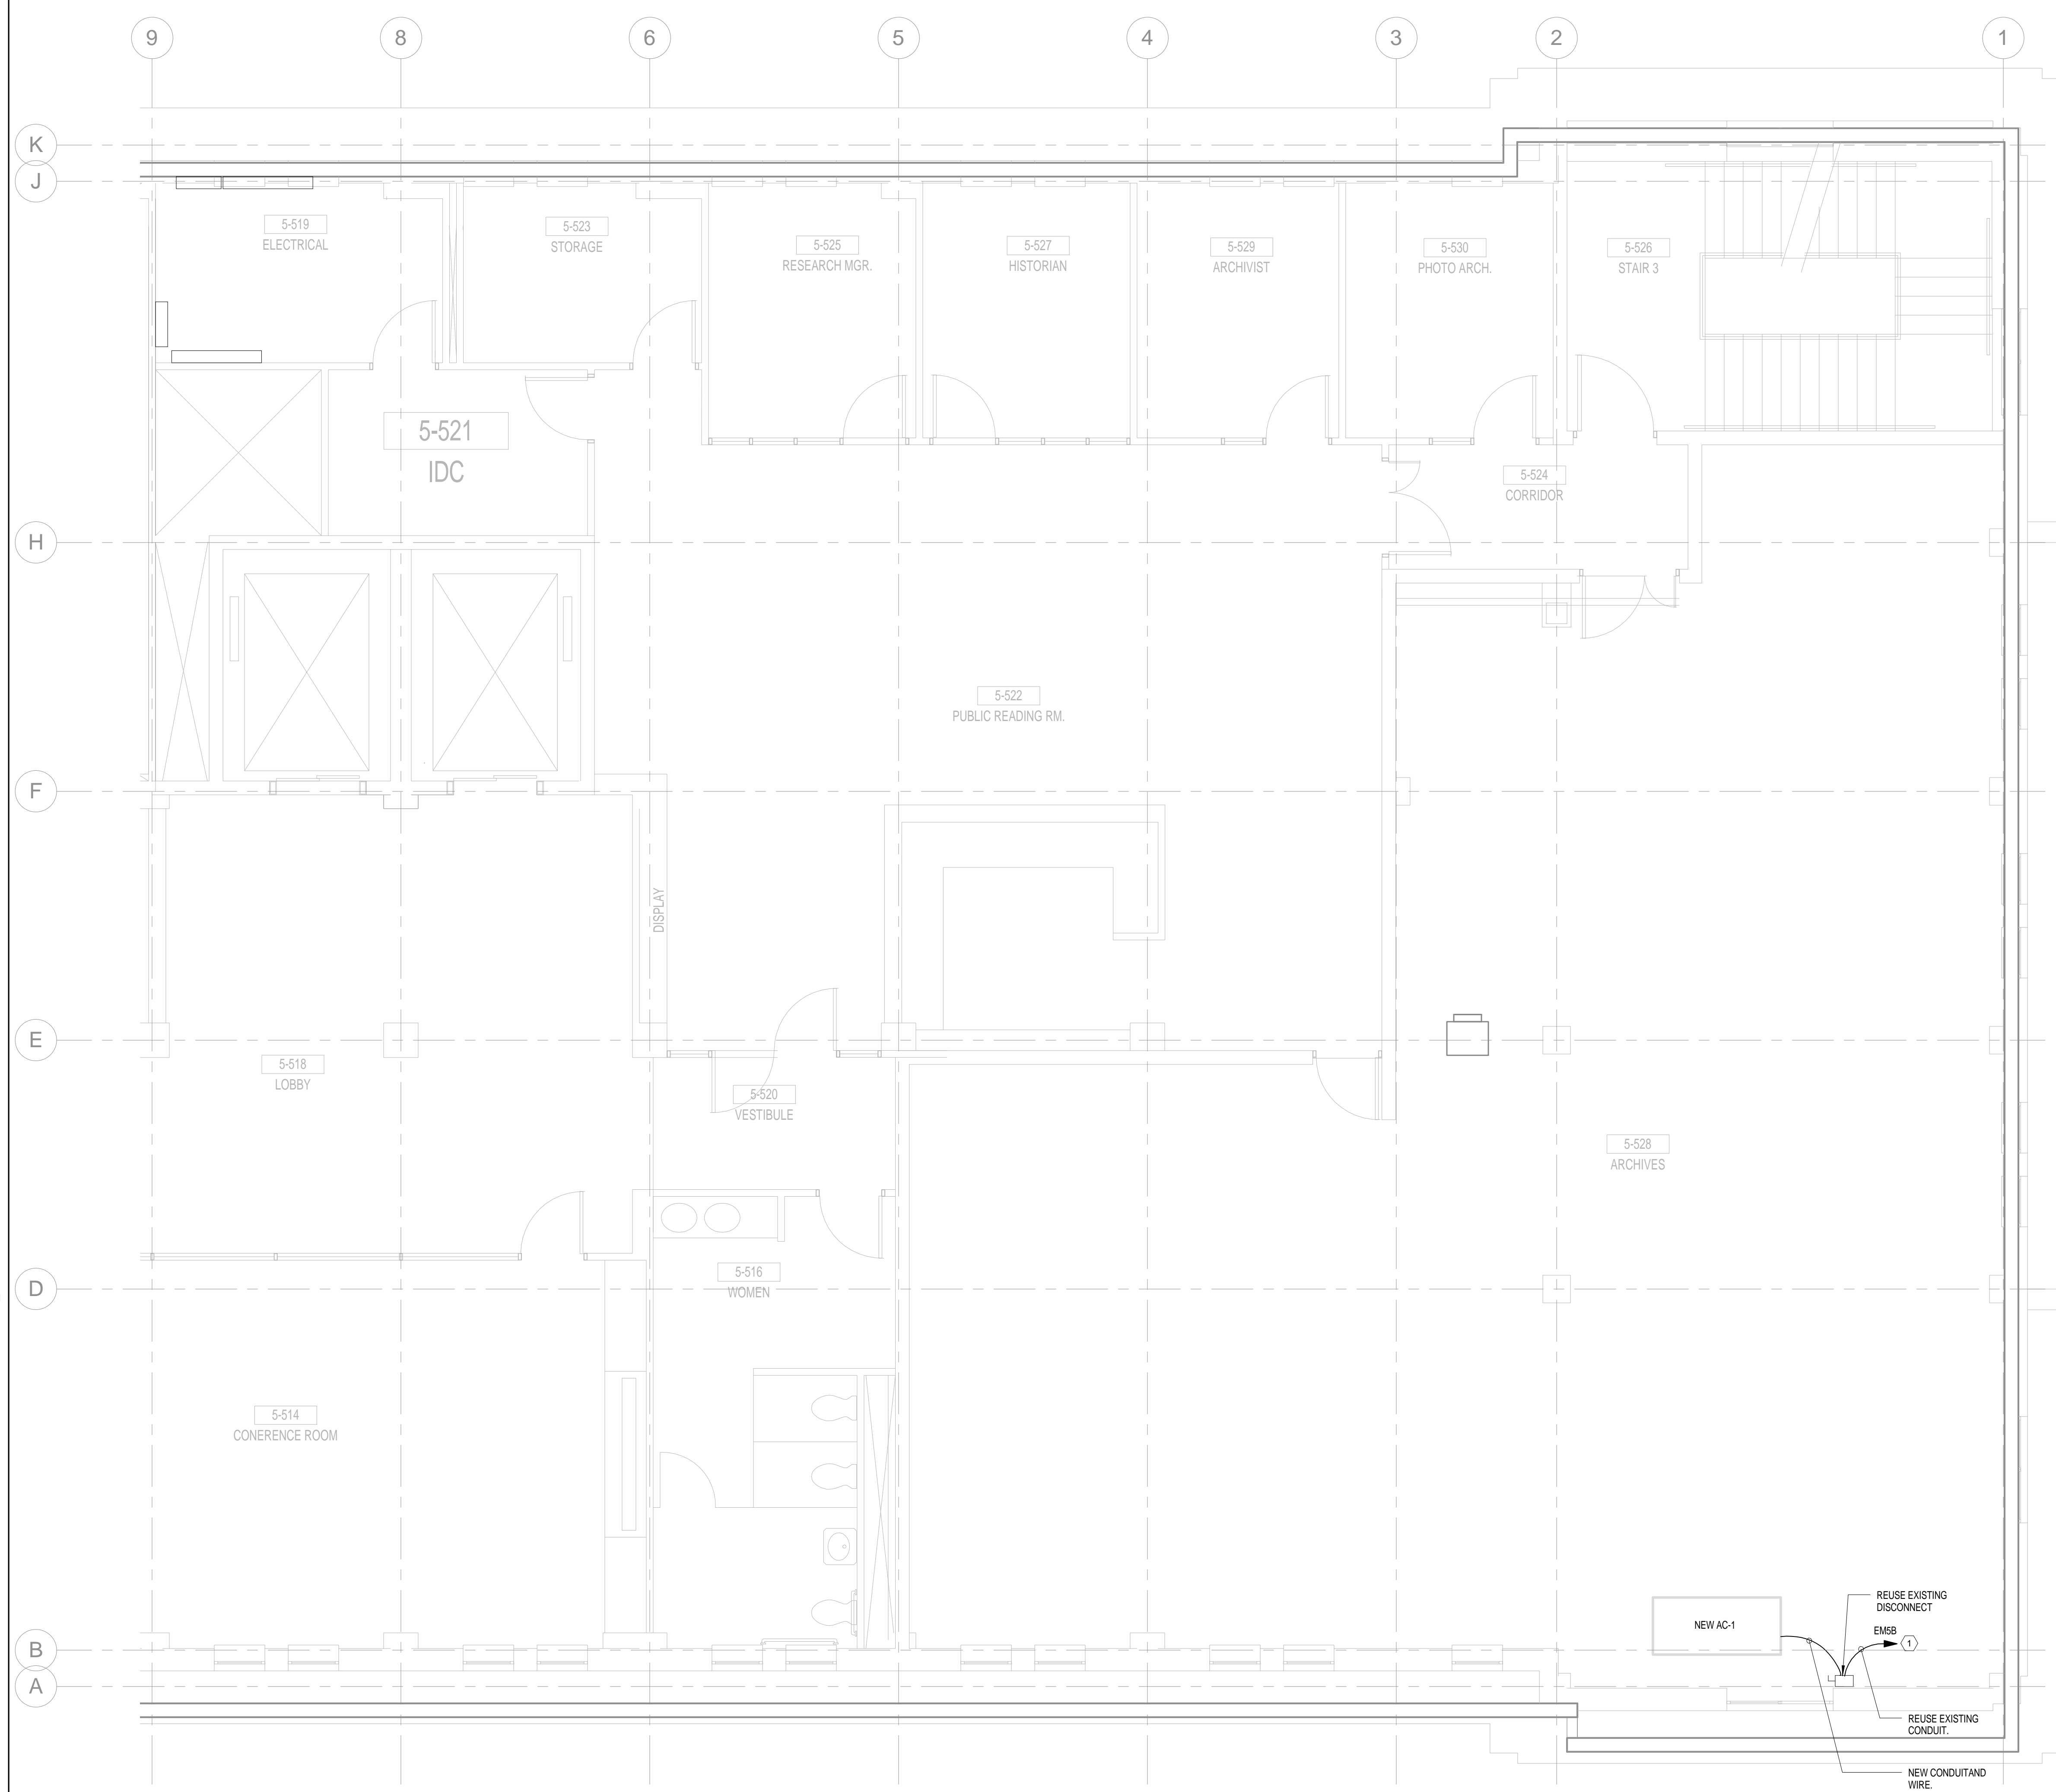 9
8
6
5
4
3
2
1
K
J
5-519
ELECTRICAL
5-523
STORAGE
5-525
RESEARCH MGR.
5-527
HISTORIAN
5-529
ARCHIVIST
5-530
PHOTO ARCH.
5-526
STAIR 3
5-521
IDC
5-524
CORRIDOR
H
5-522
PUBLIC READING RM.
F
DISPLAY
E
5-518
LOBBY
5-520
VESTIBULE
5-528
ARCHIVES
5-516
WOMEN
D
5-514
CONERENCE ROOM
REUSE EXISTING
DISCONNECT
NEW AC-1
EM5B
1
B
A
REUSE EXISTING
CONDUIT.
NEW CONDUITAND
WIRE.